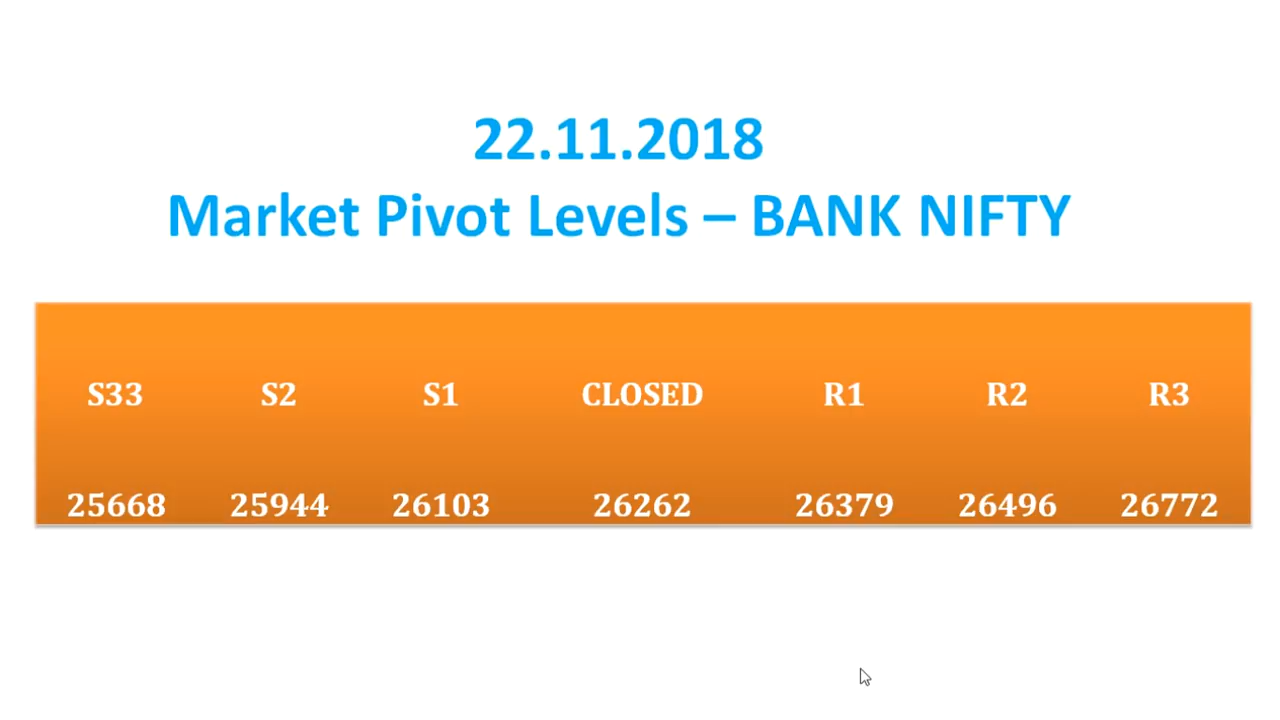 22.11.2018
Market Pivot Levels – BANK NIFTY
S33 S2 S1 CLOSED R1 R2 R3
25668 25944 26103 26262 26379 26496 26772